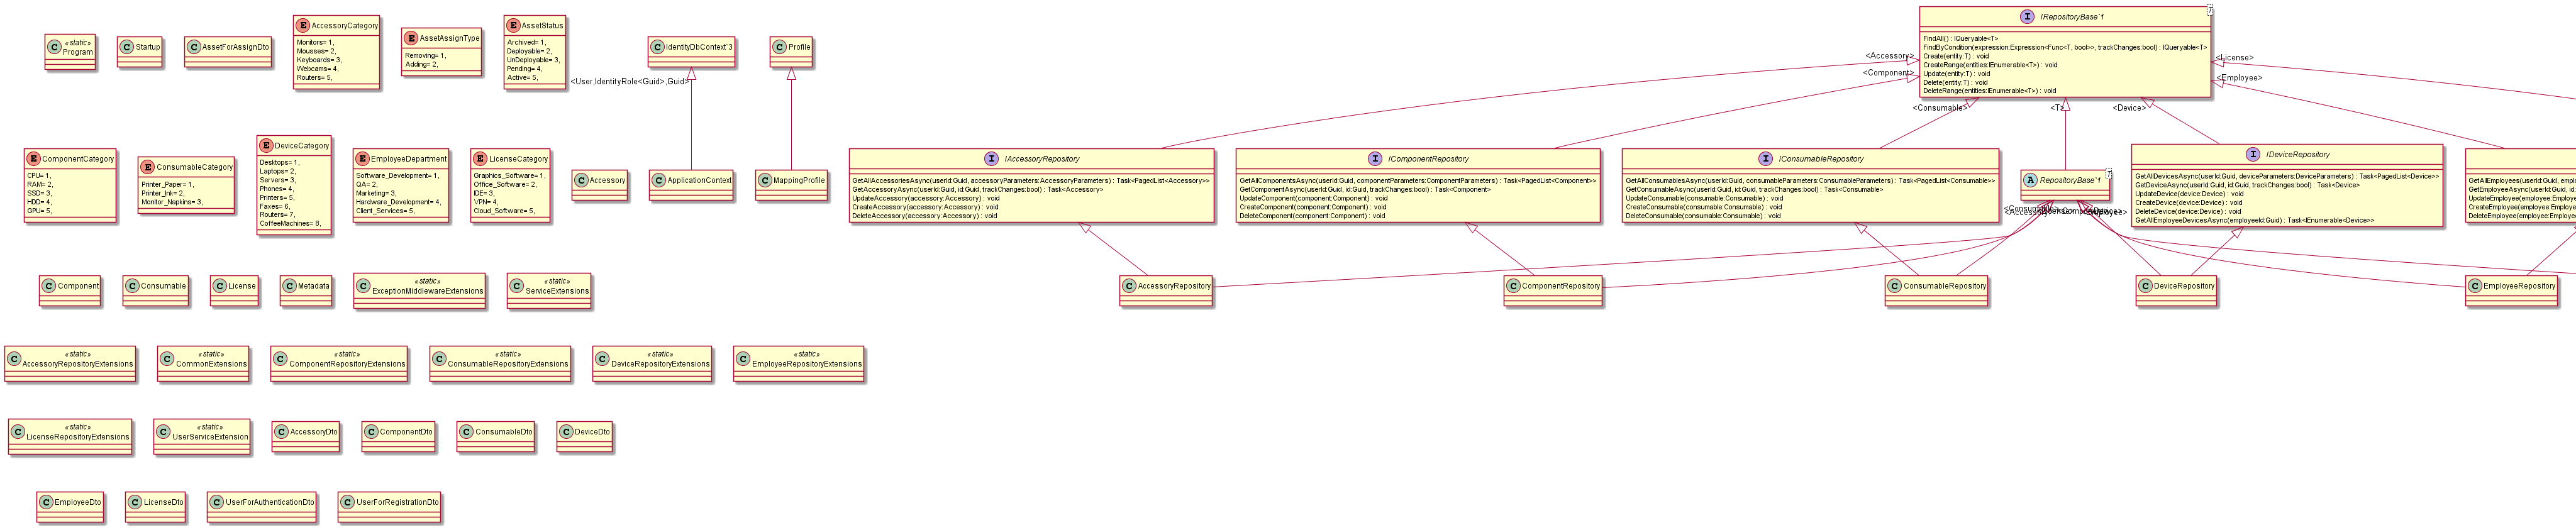 «static»
Program
Startup
AssetForAssignDto
AccessoryCategory
Monitors= 1,
Mousses= 2,
Keyboards= 3,
Webcams= 4,
Routers= 5,
AssetAssignType
Removing= 1,
Adding= 2,
AssetStatus
Archived= 1,
Deployable= 2,
UnDeployable= 3,
Pending= 4,
Active= 5,
IdentityDbContext`3
<User,IdentityRole<Guid>,Guid>
Profile
IRepositoryBase`1
T
FindAll() : IQueryable<T>
FindByCondition(expression:Expression<Func<T, bool>>, trackChanges:bool) : IQueryable<T>
Create(entity:T) : void
CreateRange(entities:IEnumerable<T>) : void
Update(entity:T) : void
Delete(entity:T) : void
DeleteRange(entities:IEnumerable<T>) : void
<Accessory>
<Component>
<Consumable>
<T>
<Device>
<License>
<Employee>
ComponentCategory
CPU= 1,
RAM= 2,
SSD= 3,
HDD= 4,
GPU= 5,
ConsumableCategory
Printer_Paper= 1,
Printer_Ink= 2,
Monitor_Napkins= 3,
DeviceCategory
Desktops= 1,
Laptops= 2,
Servers= 3,
Phones= 4,
Printers= 5,
Faxes= 6,
Routers= 7,
CoffeeMachines= 8,
EmployeeDepartment
Software_Development= 1,
QA= 2,
Marketing= 3,
Hardware_Development= 4,
Client_Services= 5,
LicenseCategory
Graphics_Software= 1,
Office_Software= 2,
IDE= 3,
VPN= 4,
Cloud_Software= 5,
Accessory
ApplicationContext
MappingProfile
IAccessoryRepository
GetAllAccessoriesAsync(userId:Guid, accessoryParameters:AccessoryParameters) : Task<PagedList<Accessory>>
GetAccessoryAsync(userId:Guid, id:Guid, trackChanges:bool) : Task<Accessory>
UpdateAccessory(accessory:Accessory) : void
CreateAccessory(accessory:Accessory) : void
DeleteAccessory(accessory:Accessory) : void
IComponentRepository
GetAllComponentsAsync(userId:Guid, componentParameters:ComponentParameters) : Task<PagedList<Component>>
GetComponentAsync(userId:Guid, id:Guid, trackChanges:bool) : Task<Component>
UpdateComponent(component:Component) : void
CreateComponent(component:Component) : void
DeleteComponent(component:Component) : void
IConsumableRepository
GetAllConsumablesAsync(userId:Guid, consumableParameters:ConsumableParameters) : Task<PagedList<Consumable>>
GetConsumableAsync(userId:Guid, id:Guid, trackChanges:bool) : Task<Consumable>
UpdateConsumable(consumable:Consumable) : void
CreateConsumable(consumable:Consumable) : void
DeleteConsumable(consumable:Consumable) : void
RepositoryBase`1
T
IDeviceRepository
GetAllDevicesAsync(userId:Guid, deviceParameters:DeviceParameters) : Task<PagedList<Device>>
GetDeviceAsync(userId:Guid, id:Guid, trackChanges:bool) : Task<Device>
UpdateDevice(device:Device) : void
CreateDevice(device:Device) : void
DeleteDevice(device:Device) : void
GetAllEmployeeDevicesAsync(employeeId:Guid) : Task<IEnumerable<Device>>
GetAllEmployees(userId:Guid,
GetEmployeeAsync(userId:Guid,
UpdateEmployee(employee:
CreateEmployee(employee:
DeleteEmployee(employee:
Component
Consumable
License
Metadata
«static»
ExceptionMiddlewareExtensions
«static»
ServiceExtensions
AccessoryRepository
ComponentRepository
ConsumableRepository
DeviceRepository
EmployeeRepository
«static»
AccessoryRepositoryExtensions
«static»
CommonExtensions
«static»
ComponentRepositoryExtensions
«static»
ConsumableRepositoryExtensions
«static»
DeviceRepositoryExtensions
«static»
EmployeeRepositoryExtensions
«static»
LicenseRepositoryExtensions
«static»
UserServiceExtension
AccessoryDto
ComponentDto
ConsumableDto
DeviceDto
EmployeeDto
LicenseDto
UserForAuthenticationDto
UserForRegistrationDto